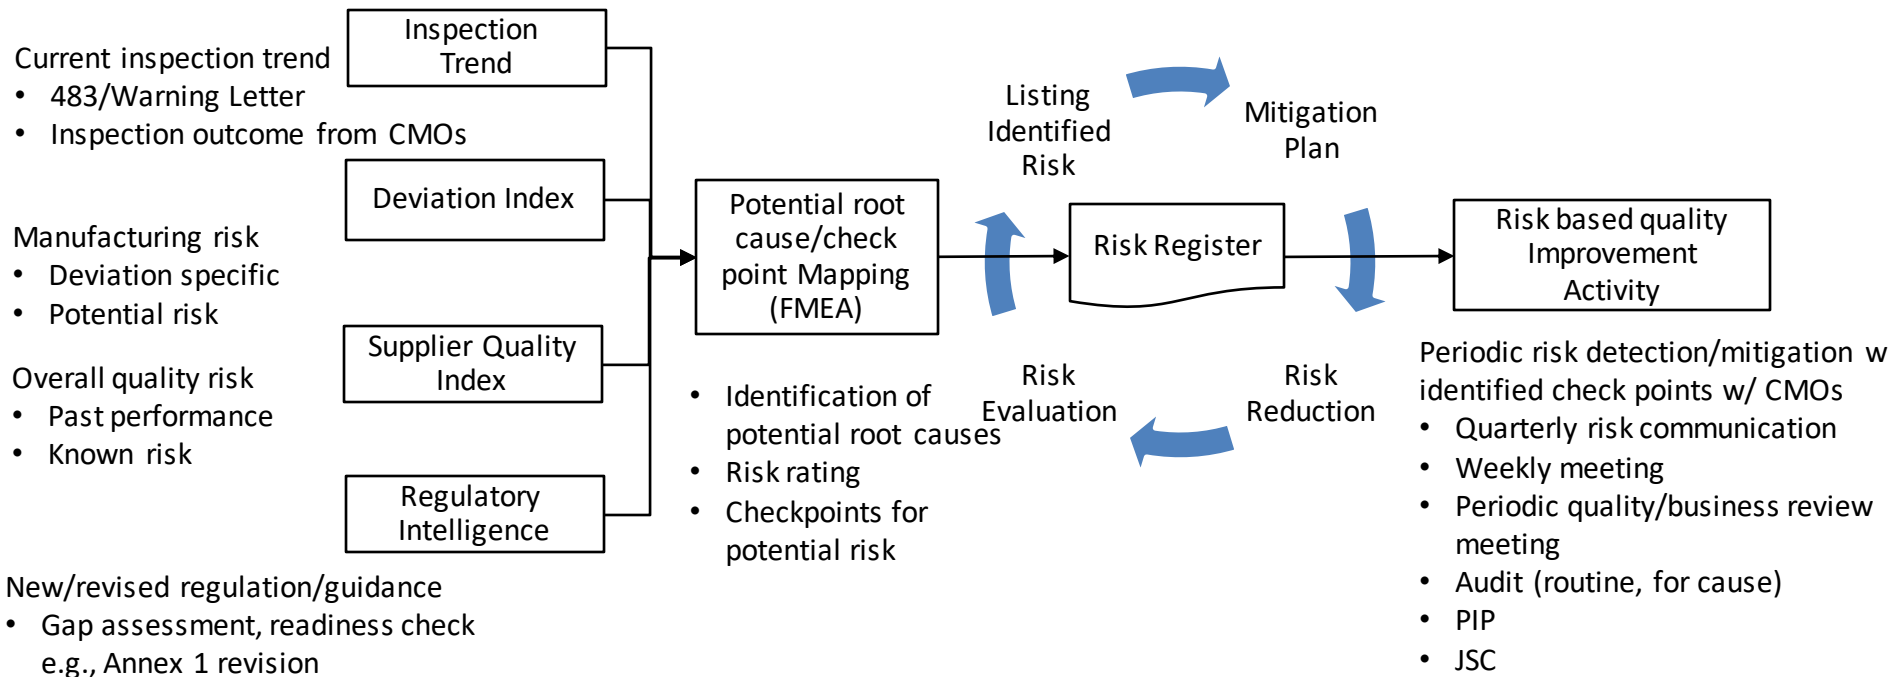 Inspection
Trend
Current inspection trend
• 483/Warning Letter
• Inspection outcome from CMOs
Deviation Index
Manufacturing risk
• Deviation specific
• Potential risk
Supplier Quality
Index
Overall quality risk
• Past performance
• Known risk
Regulatory
Intelligence
New/revised regulation/guidance
• Gap assessment, readiness check
e.g., Annex 1 revision
Potential root
cause/check
point Mapping
(FMEA)
• Identification of
potential root causes
• Risk rating
• Checkpoints for
potential risk
Listing
Identified
Risk
Mitigation
Plan
Risk Register
Risk
Evaluation
Risk
Reduction
Risk based quality
Improvement
Activity
Periodic risk detection/mitigation w
identified check points w/ CMOs
• Quarterly risk communication
• Weekly meeting
• Periodic quality/business review
meeting
• Audit (routine, for cause)
• PIP
• JSC